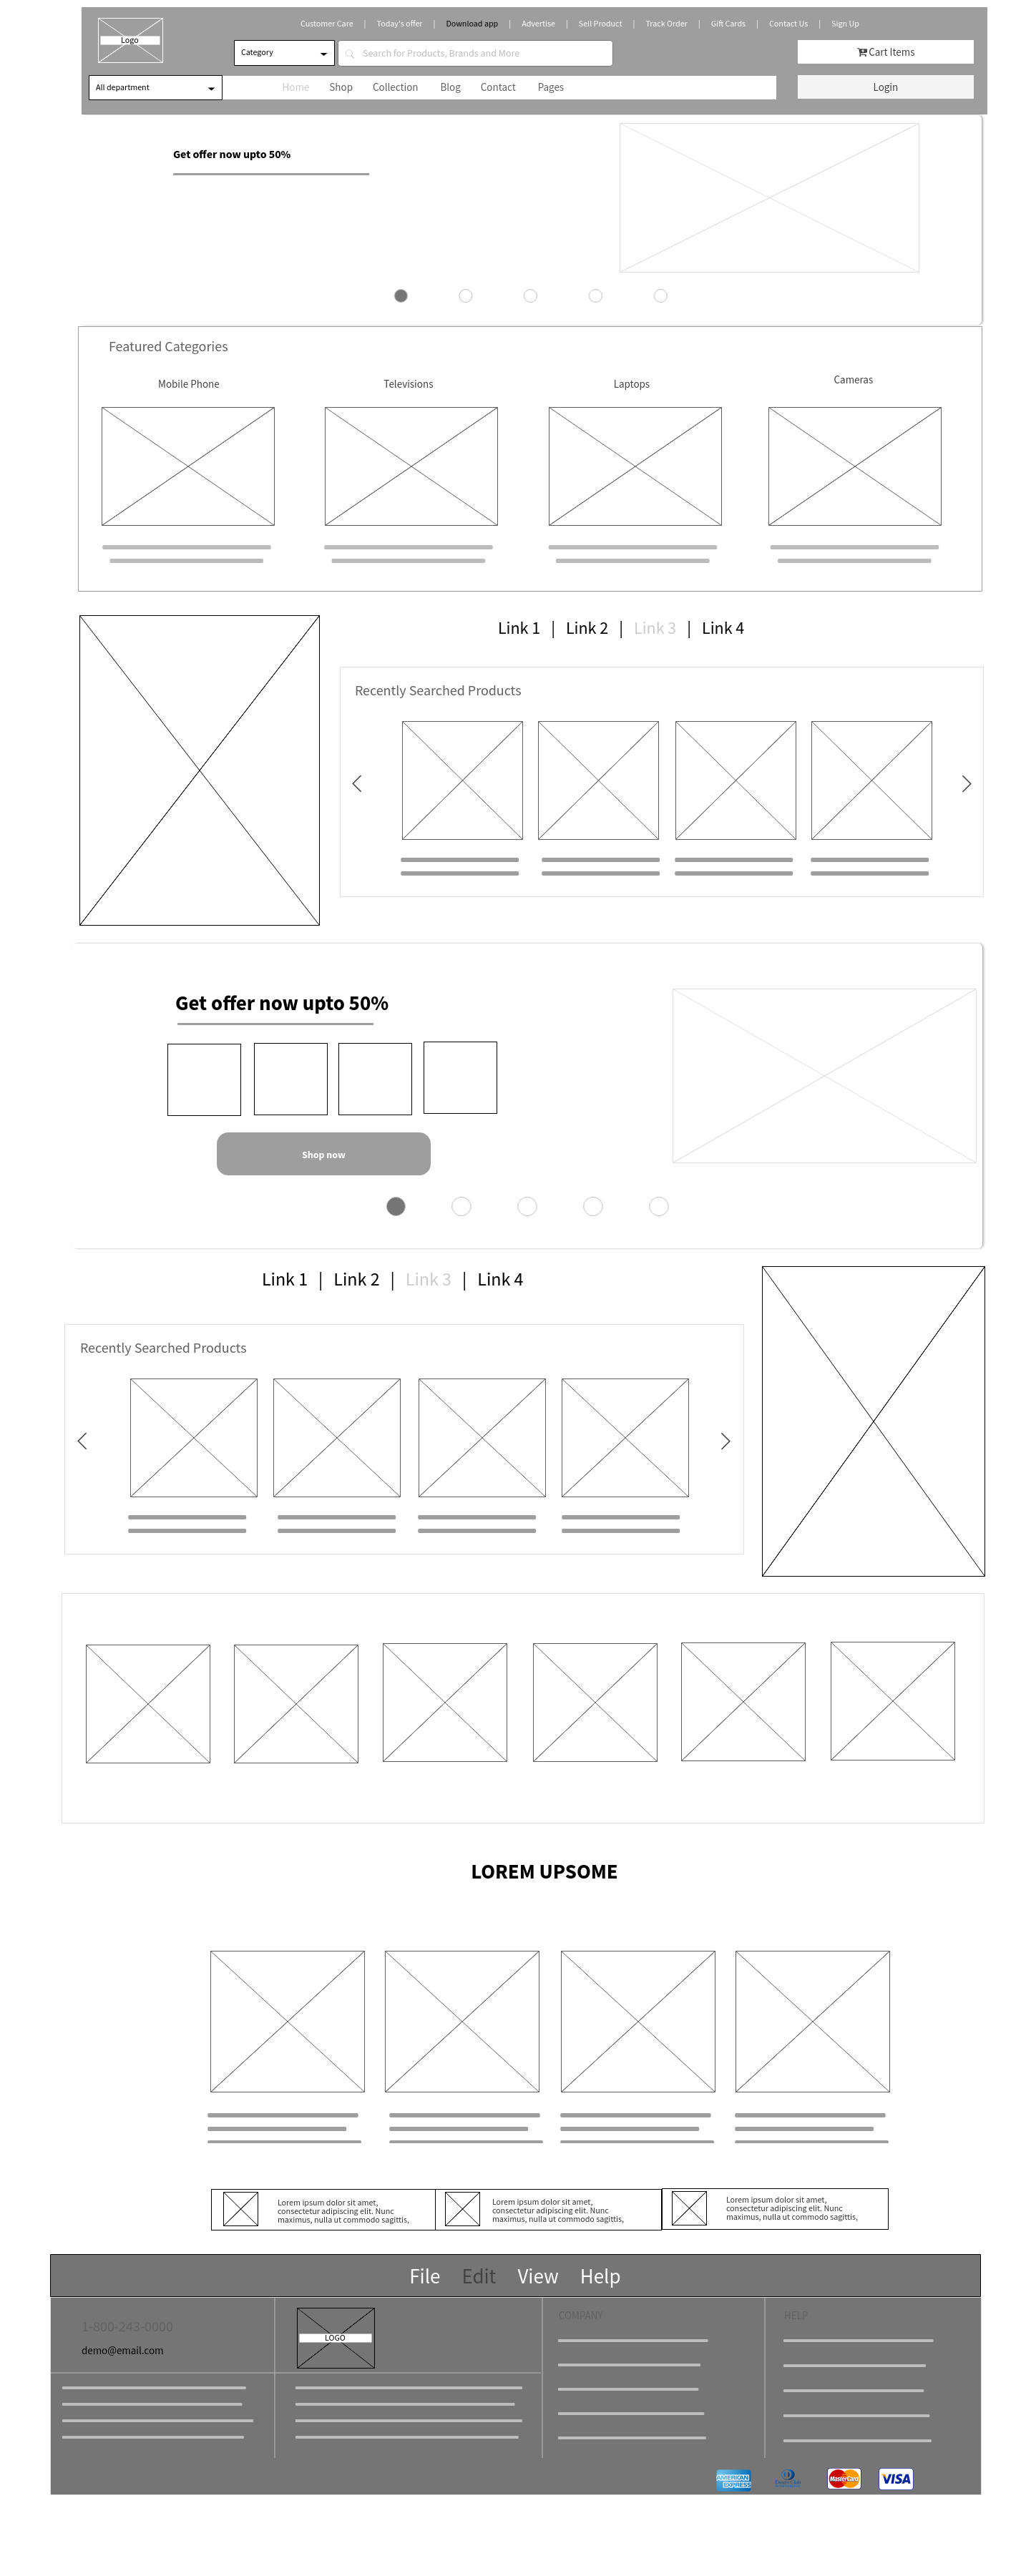 Logo
Customer Care | Today's offer | Download app | Advertise | Sell Product | Track Order | Gift Cards | Contact Us | Sign Up
Category
Search for Products, Brands and More
Cart Items
All department
Home Shop Collection Blog Contact Pages
Login
Get offer now upto 50%
Featured Categories
Mobile Phone Televisions Laptops Cameras
Link 1 | Link 2 | Link 3 | Link 4
Recently Searched Products
Get offer now upto 50%
Shop now
Link 1 | Link 2 | Link 3 | Link 4
Recently Searched Products
LOREM UPSOME
Lorem ipsum dolor sit amet,
consectetur adipiscing elit. Nunc
maximus, nulla ut commodo sagittis,
Lorem ipsum dolor sit amet,
consectetur adipiscing elit. Nunc
maximus, nulla ut commodo sagittis,
Lorem ipsum dolor sit amet,
consectetur adipiscing elit. Nunc
maximus, nulla ut commodo sagittis,
File Edit View Help
1-800-243-0000
demo@email.com
LOGO
COMPANY
HELP
AMERICAN
EXPRESS
Diners Club
MasterCard
VISA